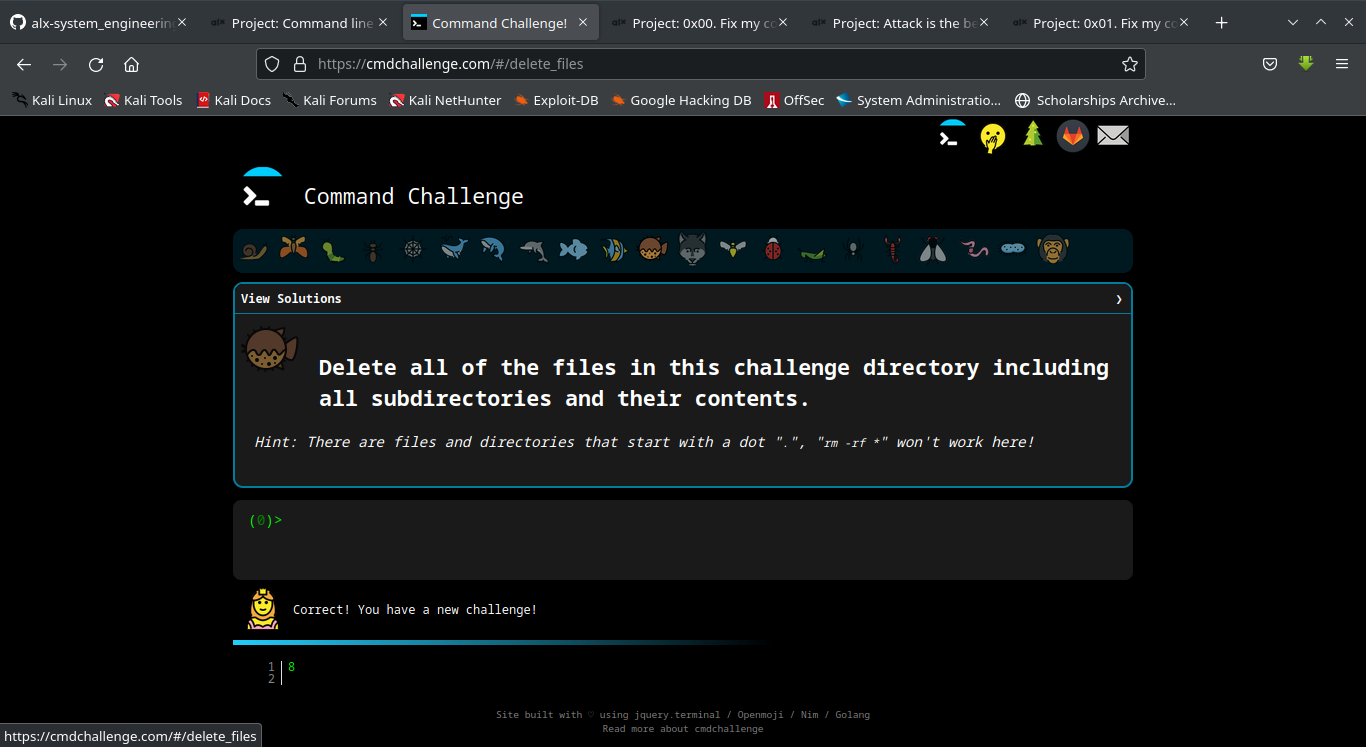 alx-system_engineerin
alx Project: Command line
Command Challenge!
alx Project: 0x00. Fix my co
alx Project: Attack is the be
alx Project: 0x01. Fix my co
https://cmdchallenge.com/#/delete_files
Kali Linux Kali Tools Kali Docs Kali Forums Kali NetHunter Exploit-DB Google Hacking DB OffSec System Administratio... Scholarships Archive...
Command Challenge
View Solutions
Delete all of the files in this challenge directory including
all subdirectories and their contents.
Hint: There are files and directories that start with a dot ".", "rm -rf *" won't work here!
(0)>
Correct! You have a new challenge!
1 8
2
Site built with ♡ using jquery.terminal / Openmoji / Nim / Golang
Read more about cmdchallenge
https://cmdchallenge.com/#/delete_files